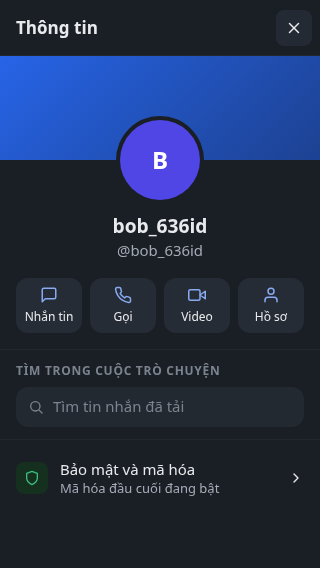 Thông tin
B
bob_636id
@bob_636id
Nhắn tin
Gọi
Video
Hồ sơ
TÌM TRONG CUỘC TRÒ CHUYỆN
Tìm tin nhắn đã tải
Bảo mật và mã hóa
Mã hóa đầu cuối đang bật